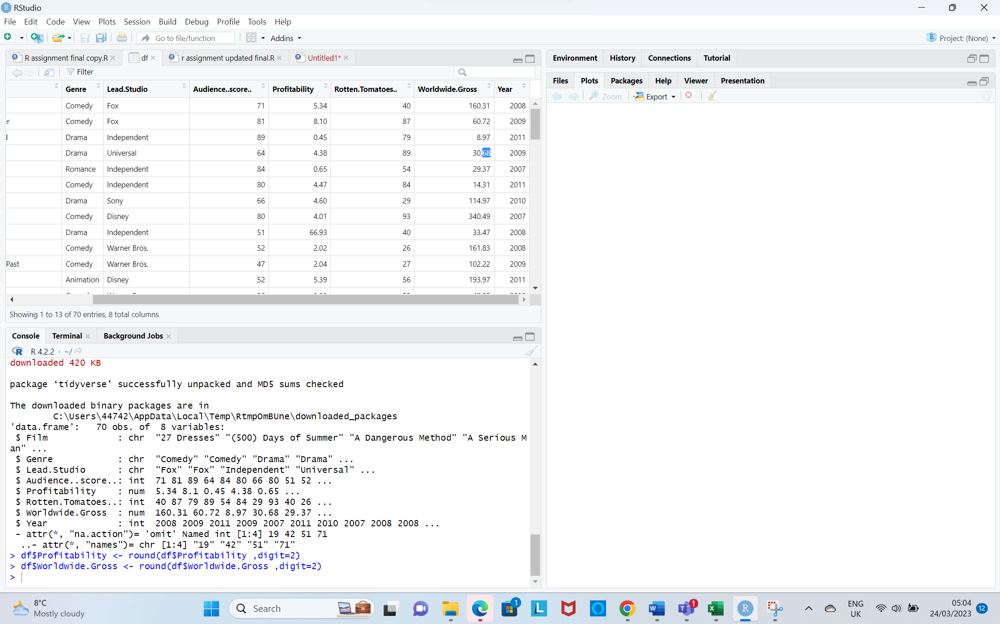 RStudio
File Edit Code View Plots Session Build Debug Profile Tools Help
Go to file/function Addins Project: (None)
R assignment final copy.R df r assignment updated final.R Untitled1*
Filter
Genre Lead.Studio Audience..score.. Profitability Rotten.Tomatoes.. Worldwide.Gross Year
Comedy Fox 71 5.34 40 160.31 2008
Comedy Fox 81 8.10 87 60.72 2009
Drama Independent 89 0.45 79 8.97 2011
Drama Universal 64 4.38 89 30.68 2009
Romance Independent 84 0.65 54 29.37 2007
Comedy Independent 80 4.47 84 14.31 2011
Drama Sony 66 4.60 29 114.97 2010
Comedy Disney 80 4.01 93 340.49 2007
Drama Independent 51 66.93 40 33.47 2008
Comedy Warner Bros. 52 2.02 26 161.83 2008
Past Comedy Warner Bros. 47 2.04 27 102.22 2009
Animation Disney 52 5.39 56 193.97 2011
Showing 1 to 13 of 70 entries, 8 total columns
Console Terminal Background Jobs
R 4.2.2 · ~/
downloaded 420 KB
package ‘tidyverse’ successfully unpacked and MD5 sums checked
The downloaded binary packages are in
C:\Users\44742\AppData\Local\Temp\RtmpOmBUne\downloaded_packages
'data.frame': 70 obs. of 8 variables:
$ Film : chr "27 Dresses" "(500) Days of Summer" "A Dangerous Method" "A Serious M
an" ...
$ Genre : chr "Comedy" "Comedy" "Drama" "Drama" ...
$ Lead.Studio : chr "Fox" "Fox" "Independent" "Universal" ...
$ Audience..score..: int 71 81 89 64 84 80 66 80 51 52 ...
$ Profitability : num 5.34 8.1 0.45 4.38 0.65 ...
$ Rotten.Tomatoes..: int 40 87 79 89 54 84 29 93 40 26 ...
$ Worldwide.Gross : num 160.31 60.72 8.97 30.68 29.37 ...
$ Year : int 2008 2009 2011 2009 2007 2011 2010 2007 2008 2008 ...
- attr(*, "na.action")= 'omit' Named int [1:4] 19 42 51 71
..- attr(*, "names")= chr [1:4] "19" "42" "51" "71"
> df$Profitability <- round(df$Profitability ,digit=2)
> df$Worldwide.Gross <- round(df$Worldwide.Gross ,digit=2)
>
Environment History Connections Tutorial
Files Plots Packages Help Viewer Presentation
Zoom Export
8°C
Mostly cloudy
Search
1
1
ENG
UK
05:04
24/03/2023
12